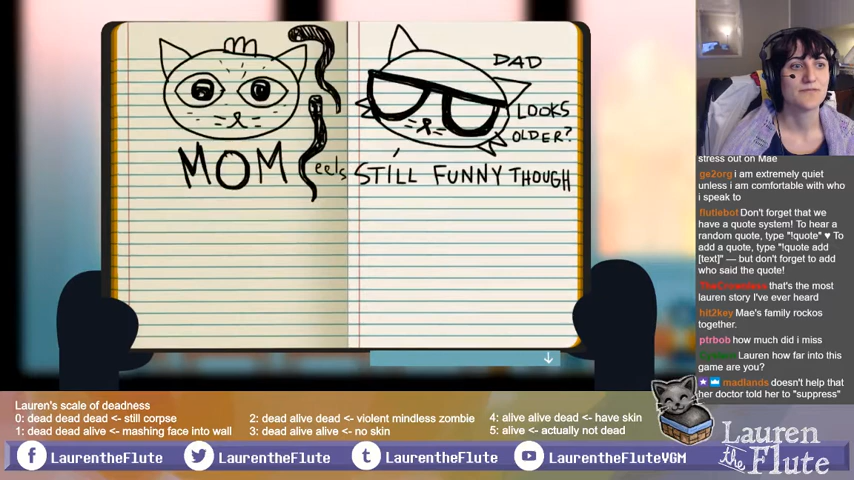 DAD
LOOKS
OLDER?
MOM
eels
STILL FUNNY THOUGH
stress out on Mae
ge2org i am extremely quiet
unless i am comfortable with who
i speak to
flutiebot Don't forget that we
have a quote system! To hear a
random quote, type "!quote" ♥ To
add a quote, type "!quote add
[text]" — but don't forget to add
who said the quote!
that's the most
lauren story I've ever heard
hit2key Mae's family rockos
together.
ptrbob how much did i miss
Lauren how far into this
game are you?
madlands doesn't help that
her doctor told her to "suppress"
Lauren's scale of deadness
0: dead dead dead <- still corpse
1: dead dead alive <- mashing face into wall
2: dead alive dead <- violent mindless zombie
3: dead alive alive <- no skin
4: alive alive dead <- have skin
5: alive <- actually not dead
Lauren
the Flute
LaurentheFlute
LaurentheFlute
LaurentheFlute
LaurentheFluteVGM